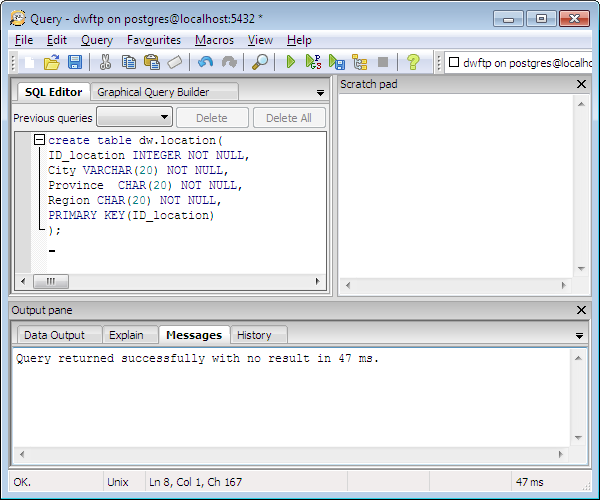 Query - dwftp on postgres@localhost:5432 *
File Edit Query Favourites Macros View Help
dwftp on postgres@localho
SQL Editor Graphical Query Builder
Scratch pad
Previous queries Delete Delete All
create table dw.location(
ID_location INTEGER NOT NULL,
City VARCHAR(20) NOT NULL,
Province  CHAR(20) NOT NULL,
Region CHAR(20) NOT NULL,
PRIMARY KEY(ID_location)
);
Output pane
Data Output Explain Messages History
Query returned successfully with no result in 47 ms.
OK. Unix Ln 8, Col 1, Ch 167 47 ms